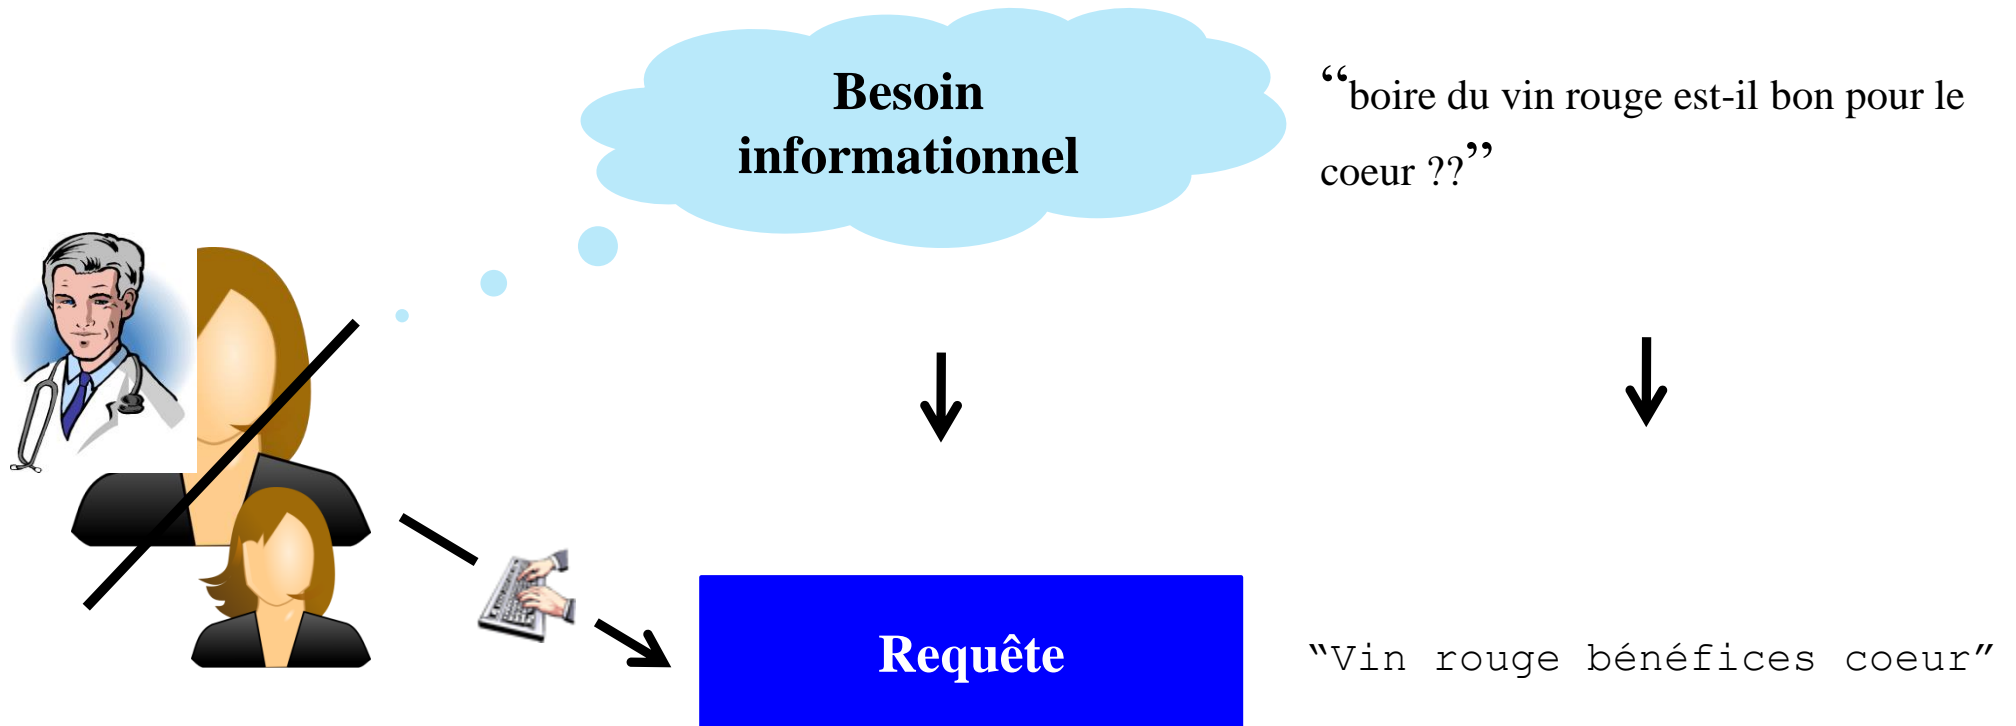 Besoin
informationnel
“boire du vin rouge est-il bon pour le
coeur ??”
Requête
“Vin rouge bénéfices coeur”